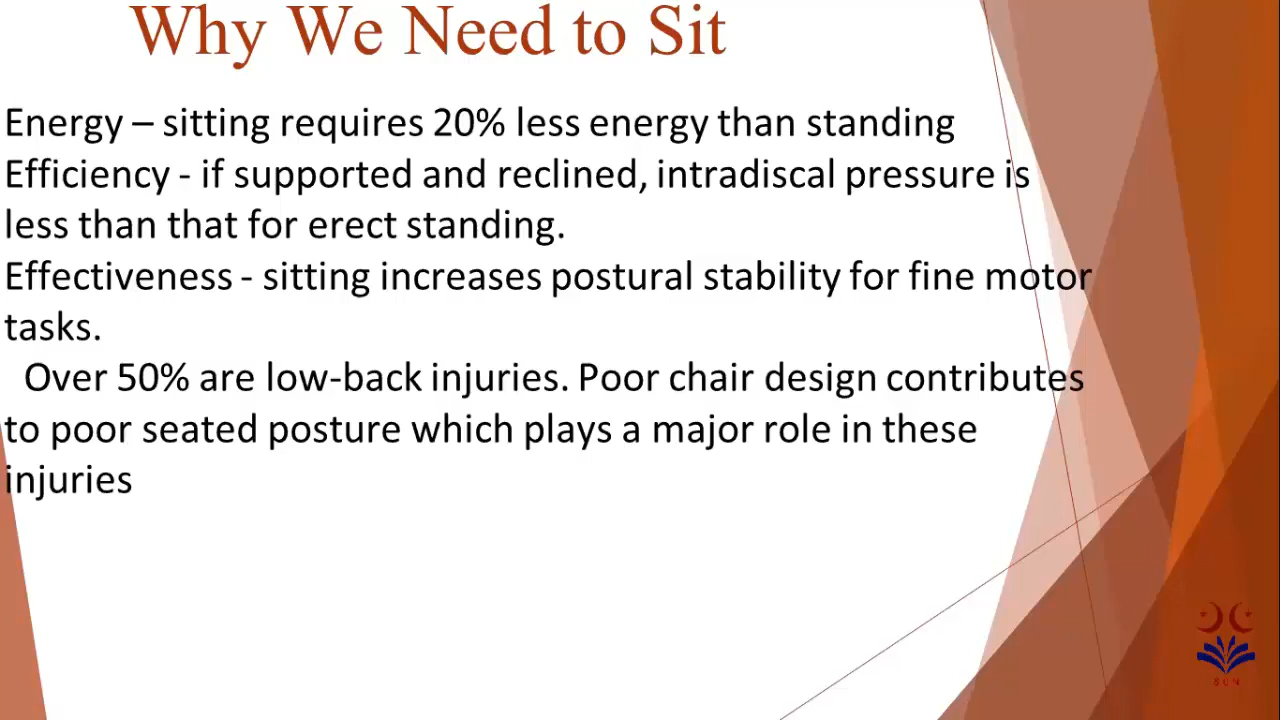 Why We Need to Sit
Energy – sitting requires 20% less energy than standing
Efficiency - if supported and reclined, intradiscal pressure is
less than that for erect standing.
Effectiveness - sitting increases postural stability for fine motor
tasks.
Over 50% are low-back injuries. Poor chair design contributes
to poor seated posture which plays a major role in these
injuries